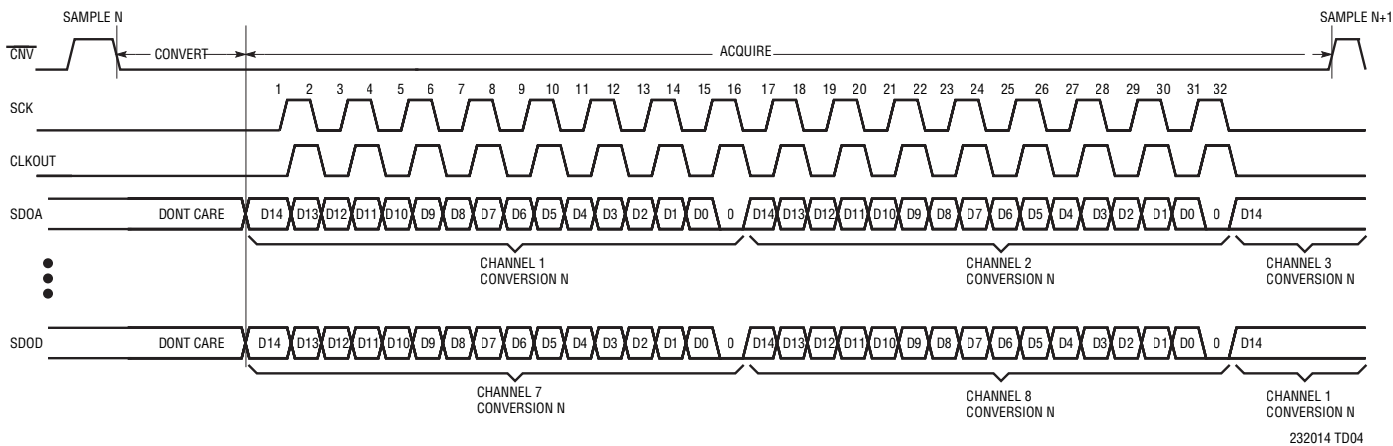 SAMPLE N
SAMPLE N+1
CNV
CONVERT
ACQUIRE
1 2 3 4 5 6 7 8 9 10 11 12 13 14 15 16 17 18 19 20 21 22 23 24 25 26 27 28 29 30 31 32
SCK
CLKOUT
SDOA
DONT CARE
D14 D13 D12 D11 D10 D9 D8 D7 D6 D5 D4 D3 D2 D1 D0 0 D14 D13 D12 D11 D10 D9 D8 D7 D6 D5 D4 D3 D2 D1 D0 0 D14
CHANNEL 1
CONVERSION N
CHANNEL 2
CONVERSION N
CHANNEL 3
CONVERSION N
SDOD
DONT CARE
D14 D13 D12 D11 D10 D9 D8 D7 D6 D5 D4 D3 D2 D1 D0 0 D14 D13 D12 D11 D10 D9 D8 D7 D6 D5 D4 D3 D2 D1 D0 0 D14
CHANNEL 7
CONVERSION N
CHANNEL 8
CONVERSION N
CHANNEL 1
CONVERSION N
232014 TD04